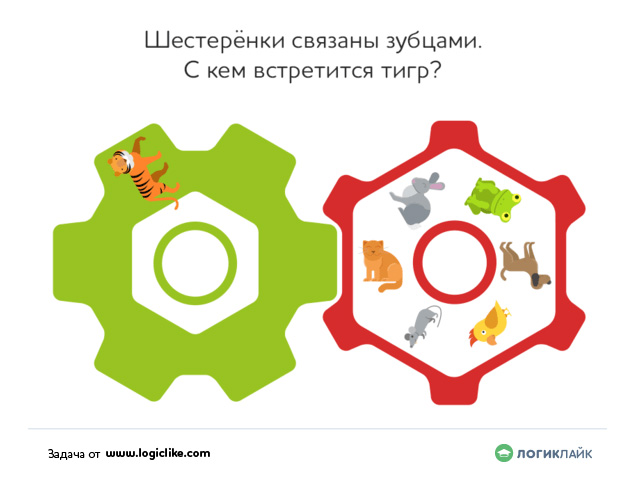 Шестерёнки связаны зубцами.
С кем встретится тигр?
Задача от www.logiclike.com
ЛОГИКЛАЙК